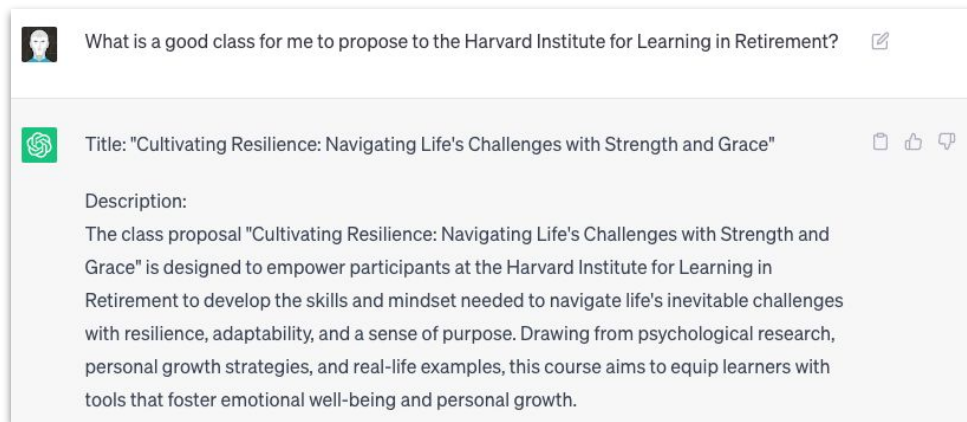 What is a good class for me to propose to the Harvard Institute for Learning in Retirement?
Title: "Cultivating Resilience: Navigating Life's Challenges with Strength and Grace"
Description:
The class proposal "Cultivating Resilience: Navigating Life's Challenges with Strength and
Grace" is designed to empower participants at the Harvard Institute for Learning in
Retirement to develop the skills and mindset needed to navigate life's inevitable challenges
with resilience, adaptability, and a sense of purpose. Drawing from psychological research,
personal growth strategies, and real-life examples, this course aims to equip learners with
tools that foster emotional well-being and personal growth.